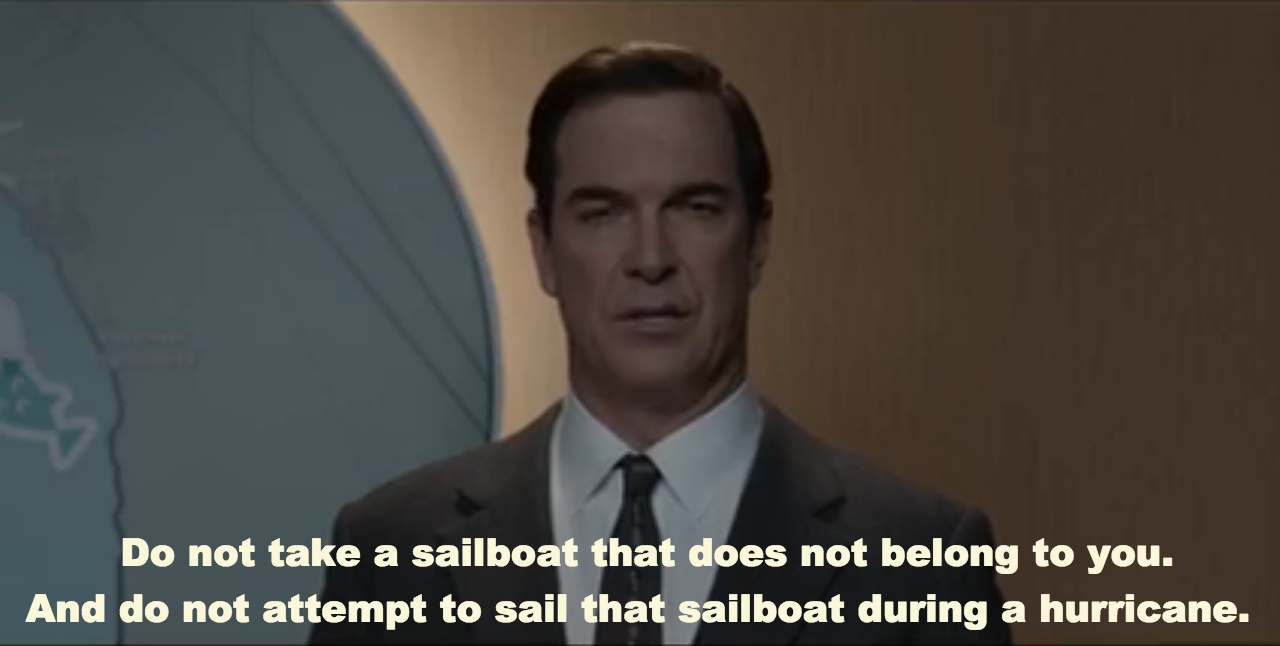 Do not take a sailboat that does not belong to you.
And do not attempt to sail that sailboat during a hurricane.